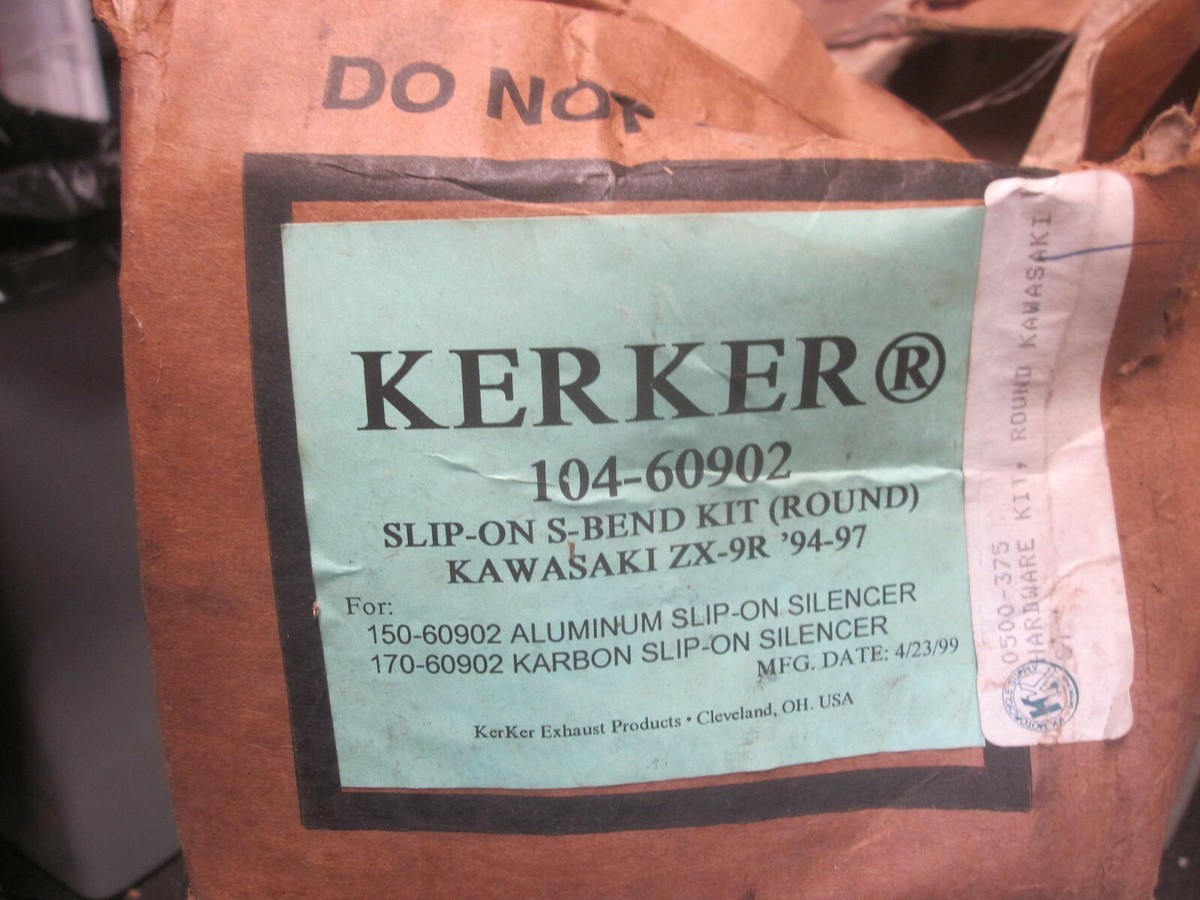 DO NOT
KERKER®
104-60902
SLIP-ON S-BEND KIT (ROUND)
KAWASAKI ZX-9R '94-97
For:
150-60902 ALUMINUM SLIP-ON SILENCER
170-60902 KARBON SLIP-ON SILENCER
MFG. DATE: 4/23/99
KerKer Exhaust Products • Cleveland, OH. USA
0500-375
HARDWARE KIT, ROUND KAWASAKI